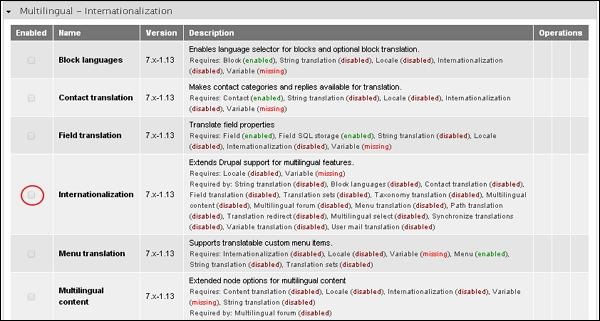 Multilingual – Internationalization
Enabled Name Version Description Operations
Block languages 7.x-1.13 Enables language selector for blocks and optional block translation.
Requires: Block (enabled), String translation (disabled), Locale (disabled), Internationalization
(disabled), Variable (missing)
Contact translation 7.x-1.13 Makes contact categories and replies available for translation.
Requires: Contact (enabled), String translation (disabled), Locale (disabled), Internationalization
(disabled), Variable (missing)
Field translation 7.x-1.13 Translate field properties
Requires: Field (enabled), Field SQL storage (enabled), String translation (disabled), Locale
(disabled), Internationalization (disabled), Variable (missing)
Internationalization 7.x-1.13 Extends Drupal support for multilingual features.
Requires: Locale (disabled), Variable (missing)
Required by: String translation (disabled), Block languages (disabled), Contact translation (disabled),
Field translation (disabled), Translation sets (disabled), Taxonomy translation (disabled), Multilingual
content (disabled), Multilingual forum (disabled), Menu translation (disabled), Path translation
(disabled), Translation redirect (disabled), Multilingual select (disabled), Synchronize translations
(disabled), Variable translation (disabled), User mail translation (disabled)
Menu translation 7.x-1.13 Supports translatable custom menu items.
Requires: Internationalization (disabled), Locale (disabled), Variable (missing), Menu (enabled),
String translation (disabled), Translation sets (disabled)
Multilingual content 7.x-1.13 Extended node options for multilingual content
Requires: Content translation (disabled), Locale (disabled), Internationalization (disabled), Variable
(missing), String translation (disabled)
Required by: Multilingual forum (disabled)